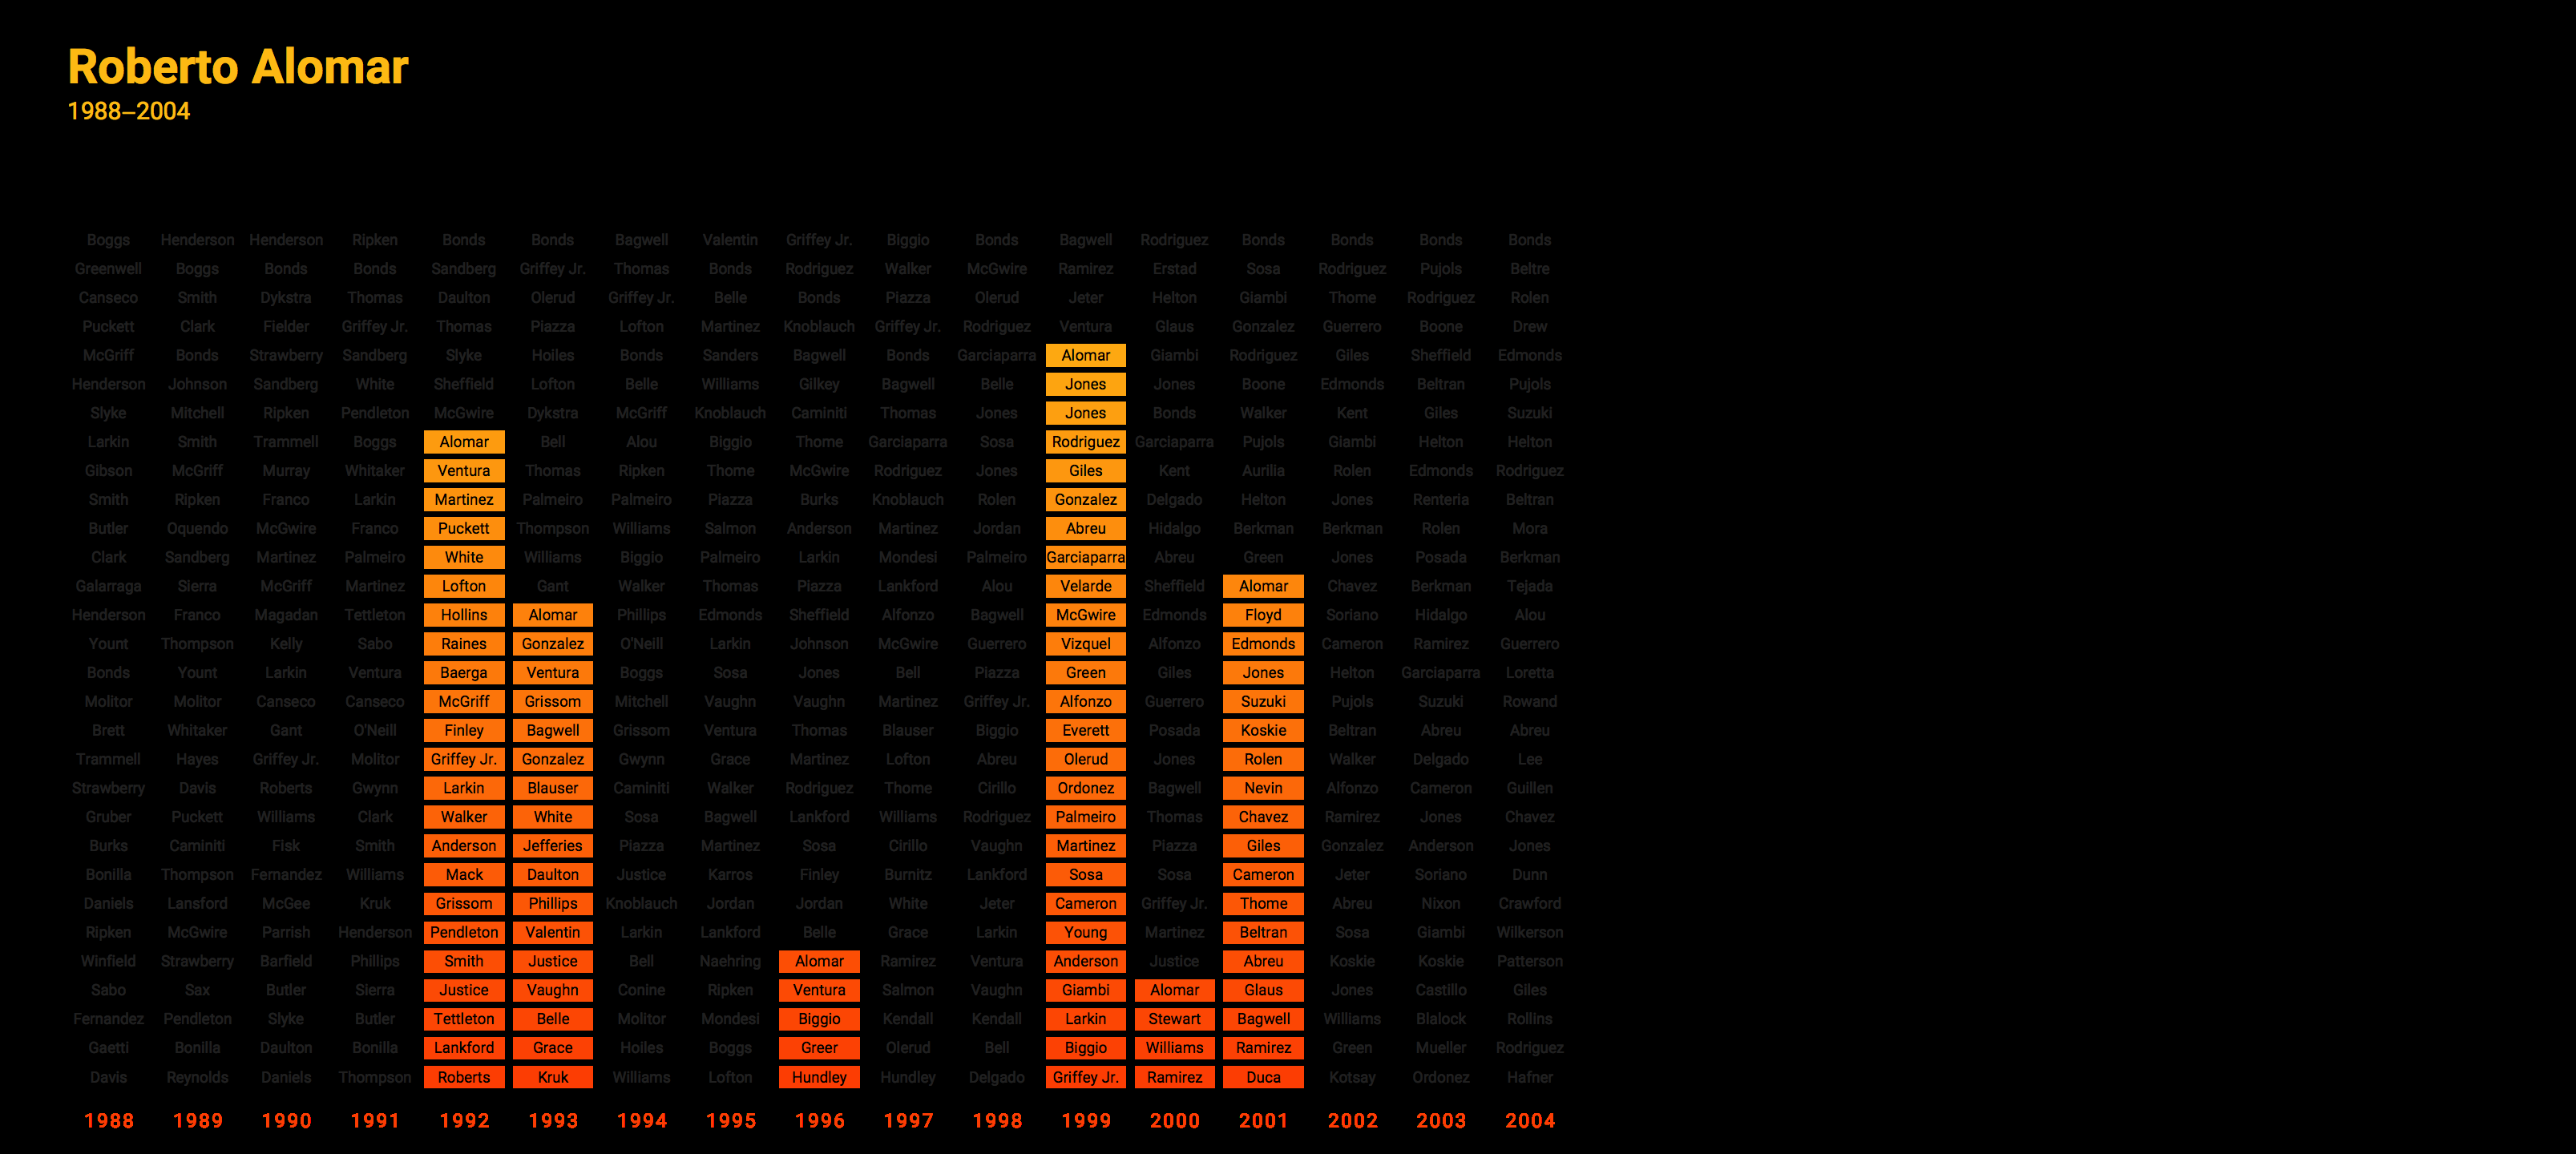 Roberto Alomar
1988–2004
Boggs Henderson Henderson Ripken Bonds Bonds Bagwell Valentin Griffey Jr. Biggio Bonds Bagwell Rodriguez Bonds Bonds Bonds Bonds
Greenwell Boggs Bonds Bonds Sandberg Griffey Jr. Thomas Bonds Rodriguez Walker McGwire Ramirez Erstad Sosa Rodriguez Pujols Beltre
Canseco Smith Dykstra Thomas Daulton Olerud Griffey Jr. Belle Bonds Piazza Olerud Jeter Helton Giambi Thome Rodriguez Rolen
Puckett Clark Fielder Griffey Jr. Thomas Piazza Lofton Martinez Knoblauch Griffey Jr. Rodriguez Ventura Glaus Gonzalez Guerrero Boone Drew
McGriff Bonds Strawberry Sandberg Slyke Hoiles Bonds Sanders Bagwell Bonds Garciaparra Alomar Giambi Rodriguez Giles Sheffield Edmonds
Henderson Johnson Sandberg White Sheffield Lofton Belle Williams Gilkey Bagwell Belle Jones Jones Boone Edmonds Beltran Pujols
Slyke Mitchell Ripken Pendleton McGwire Dykstra McGriff Knoblauch Caminiti Thomas Jones Jones Bonds Walker Kent Giles Suzuki
Larkin Smith Trammell Boggs Alomar Bell Alou Biggio Thome Garciaparra Sosa Rodriguez Garciaparra Pujols Giambi Helton Helton
Gibson McGriff Murray Whitaker Ventura Thomas Ripken Thome McGwire Rodriguez Jones Giles Kent Aurilia Rolen Edmonds Rodriguez
Smith Ripken Franco Larkin Martinez Palmeiro Palmeiro Piazza Burks Knoblauch Rolen Gonzalez Delgado Helton Jones Renteria Beltran
Butler Oquendo McGwire Franco Puckett Thompson Williams Salmon Anderson Martinez Jordan Abreu Hidalgo Berkman Berkman Rolen Mora
Clark Sandberg Martinez Palmeiro White Williams Biggio Palmeiro Larkin Mondesi Palmeiro Garciaparra Abreu Green Jones Posada Berkman
Galarraga Sierra McGriff Martinez Lofton Gant Walker Thomas Piazza Lankford Alou Velarde Sheffield Alomar Chavez Berkman Tejada
Henderson Franco Magadan Tettleton Hollins Alomar Phillips Edmonds Sheffield Alfonzo Bagwell McGwire Edmonds Floyd Soriano Hidalgo Alou
Yount Thompson Kelly Sabo Raines Gonzalez O'Neill Larkin Johnson McGwire Guerrero Vizquel Alfonzo Edmonds Cameron Ramirez Guerrero
Bonds Yount Larkin Ventura Baerga Ventura Boggs Sosa Jones Bell Piazza Green Giles Jones Helton Garciaparra Loretta
Molitor Molitor Canseco Canseco McGriff Grissom Mitchell Vaughn Vaughn Martinez Griffey Jr. Alfonzo Guerrero Suzuki Pujols Suzuki Rowand
Brett Whitaker Gant O'Neill Finley Bagwell Grissom Ventura Thomas Blauser Biggio Everett Posada Koskie Beltran Abreu Abreu
Trammell Hayes Griffey Jr. Molitor Griffey Jr. Gonzalez Gwynn Grace Martinez Lofton Abreu Olerud Jones Rolen Walker Delgado Lee
Strawberry Davis Roberts Gwynn Larkin Blauser Caminiti Walker Rodriguez Thome Cirillo Ordonez Bagwell Nevin Alfonzo Cameron Guillen
Gruber Puckett Williams Clark Walker White Sosa Bagwell Lankford Williams Rodriguez Palmeiro Thomas Chavez Ramirez Jones Chavez
Burks Caminiti Fisk Smith Anderson Jefferies Piazza Martinez Sosa Cirillo Vaughn Martinez Piazza Giles Gonzalez Anderson Jones
Bonilla Thompson Fernandez Williams Mack Daulton Justice Karros Finley Burnitz Lankford Sosa Sosa Cameron Jeter Soriano Dunn
Daniels Lansford McGee Kruk Grissom Phillips Knoblauch Jordan Jordan White Jeter Cameron Griffey Jr. Thome Abreu Nixon Crawford
Ripken McGwire Parrish Henderson Pendleton Valentin Larkin Lankford Belle Grace Larkin Young Martinez Beltran Sosa Giambi Wilkerson
Winfield Strawberry Barfield Phillips Smith Justice Bell Naehring Alomar Ramirez Ventura Anderson Justice Abreu Koskie Koskie Patterson
Sabo Sax Butler Sierra Justice Vaughn Conine Ripken Ventura Salmon Vaughn Giambi Alomar Glaus Jones Castillo Giles
Fernandez Pendleton Slyke Butler Tettleton Belle Molitor Mondesi Biggio Kendall Kendall Larkin Stewart Bagwell Williams Blalock Rollins
Gaetti Bonilla Daulton Bonilla Lankford Grace Hoiles Boggs Greer Olerud Bell Biggio Williams Ramirez Green Mueller Rodriguez
Davis Reynolds Daniels Thompson Roberts Kruk Williams Lofton Hundley Hundley Delgado Griffey Jr. Ramirez Duca Kotsay Ordonez Hafner
1988 1989 1990 1991 1992 1993 1994 1995 1996 1997 1998 1999 2000 2001 2002 2003 2004